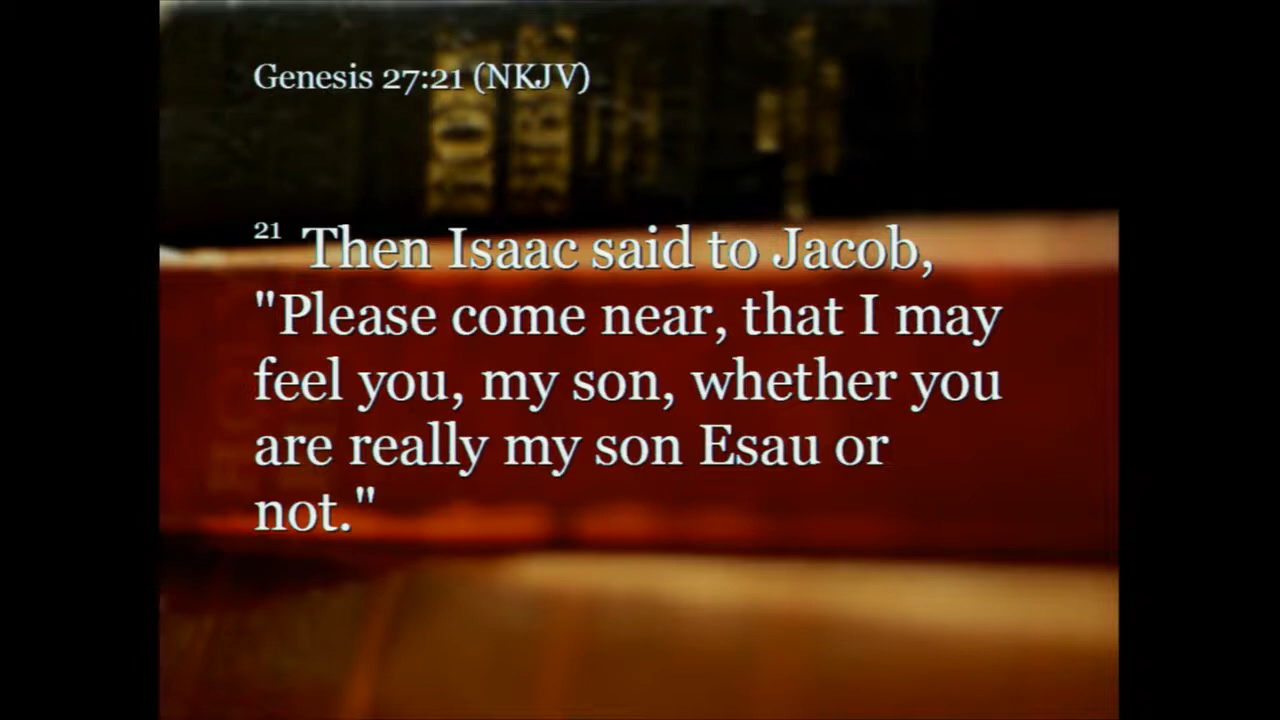 Genesis 27:21 (NKJV)
21 Then Isaac said to Jacob,
"Please come near, that I may
feel you, my son, whether you
are really my son Esau or
not."